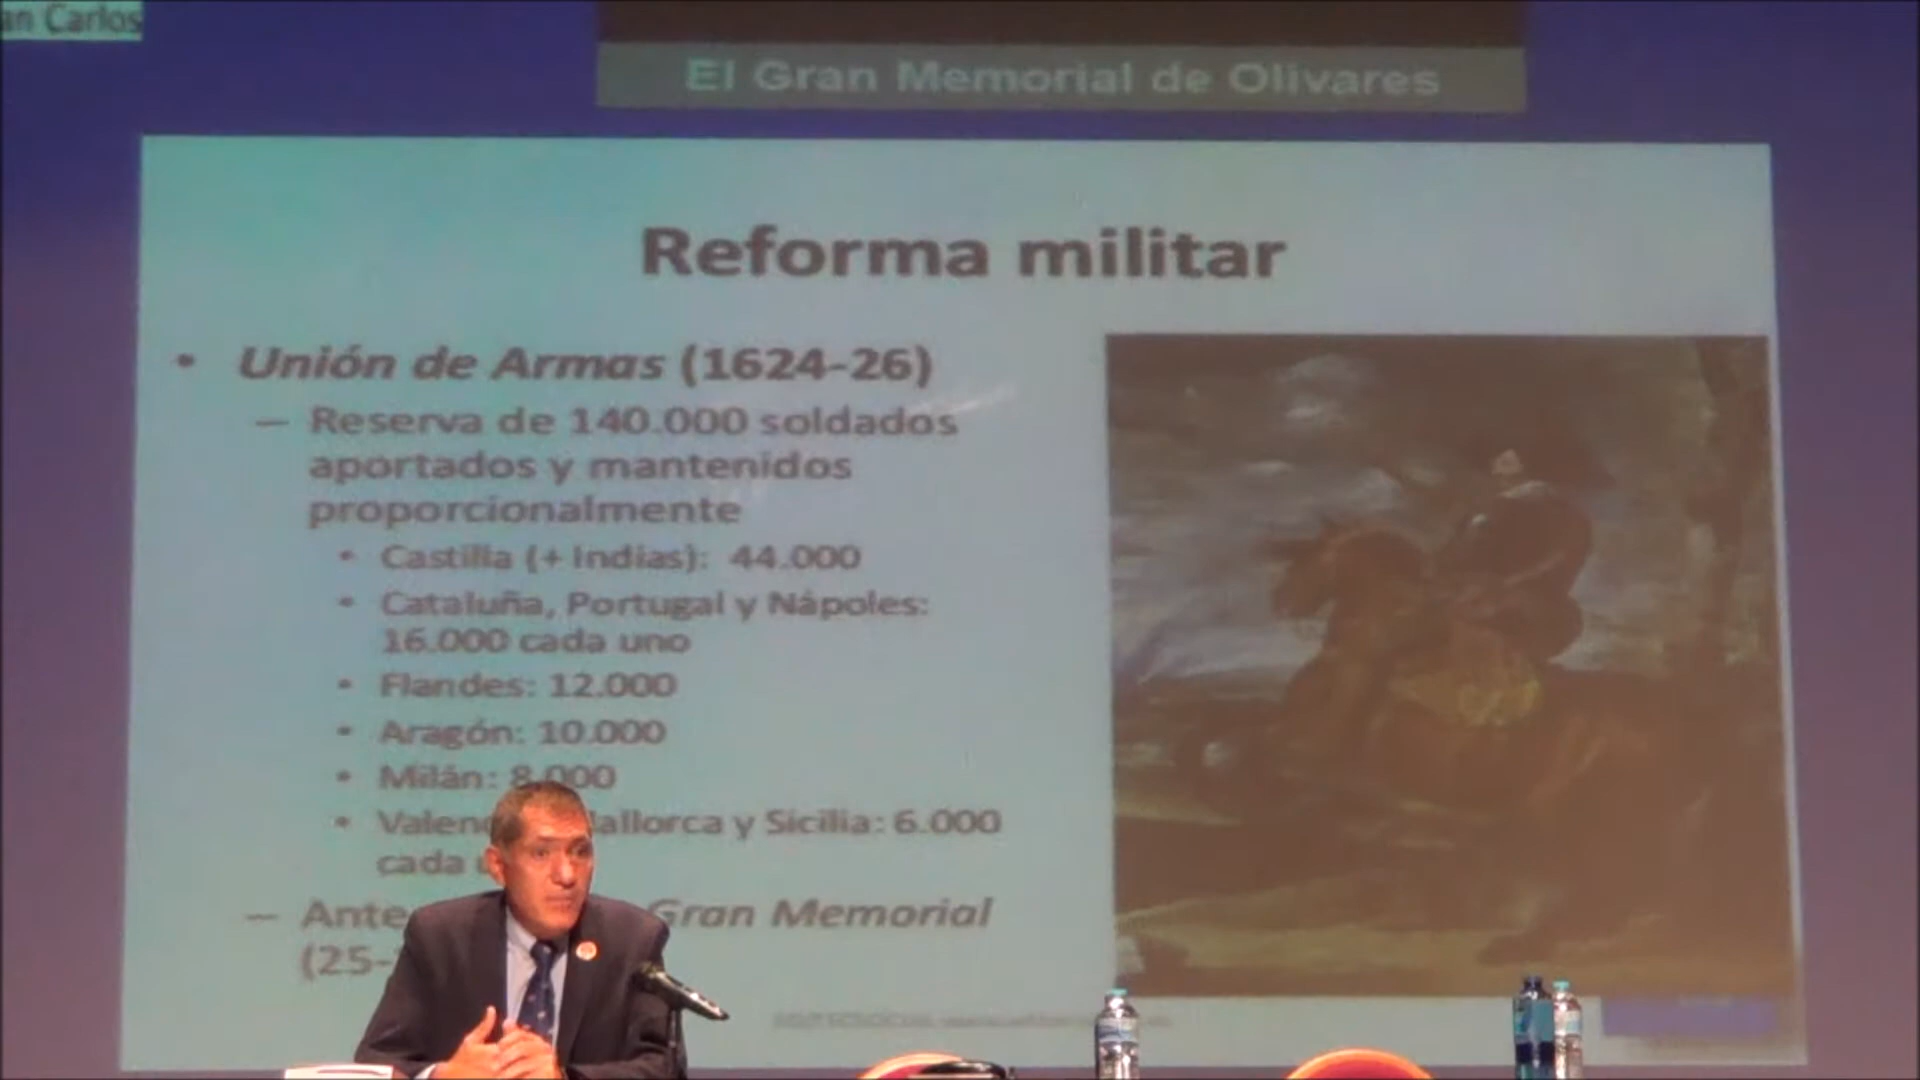 an Carlos
El Gran Memorial de Olivares
Reforma militar
• Unión de Armas (1624-26)
– Reserva de 140.000 soldados
aportados y mantenidos
proporcionalmente
• Castilla (+ Indias): 44.000
• Cataluña, Portugal y Nápoles:
16.000 cada uno
• Flandes: 12.000
• Aragón: 10.000
• Milán: 8.000
• Valenc allorca y Sicilia: 6.000
cada
– Ante Gran Memorial
(25-